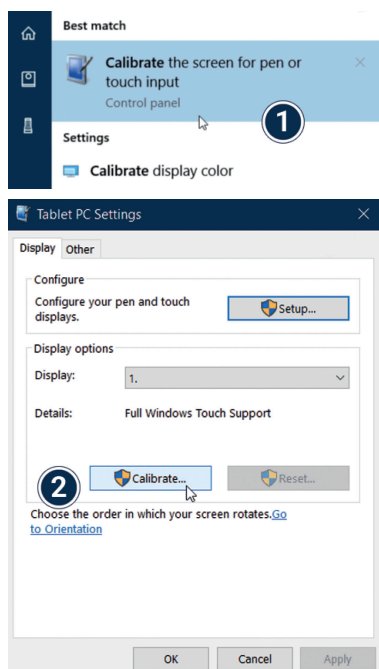 Best match
Calibrate the screen for pen or
touch input
Control panel
1
Settings
Calibrate display color
Tablet PC Settings
Display Other
Configure
Configure your pen and touch
displays.
Setup...
Display options
Display:
1.
Details:
Full Windows Touch Support
2
Calibrate...
Reset...
Choose the order in which your screen rotates.Go
to Orientation
OK Cancel Apply